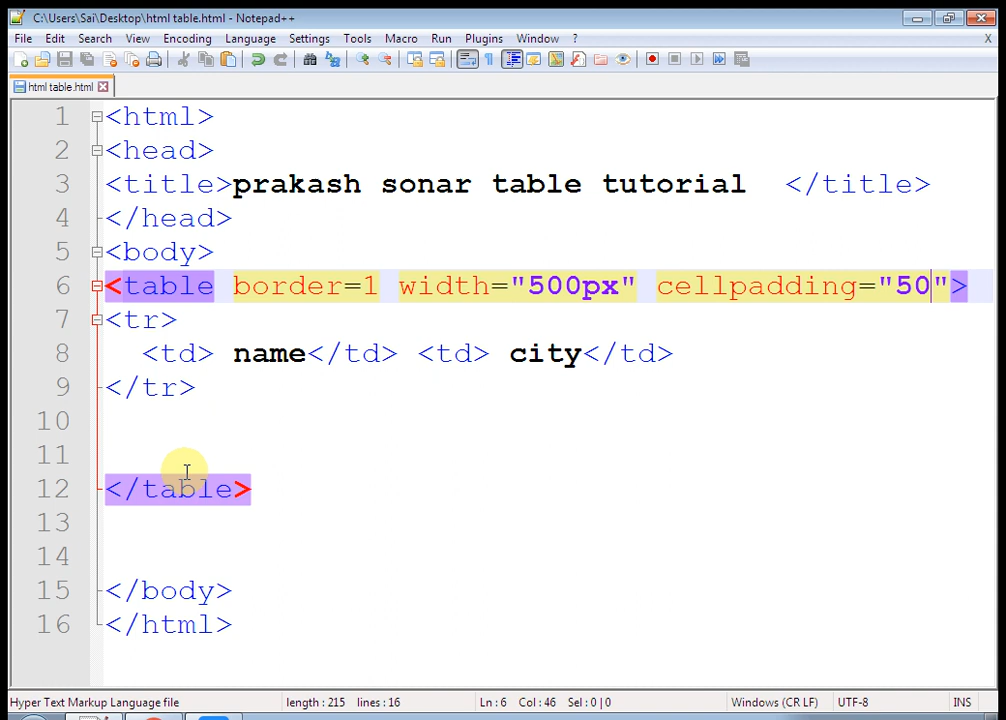 C:\Users\Sai\Desktop\html table.html - Notepad++
File Edit Search View Encoding Language Settings Tools Macro Run Plugins Window ? X
html table.html
1 <html>
2 <head>
3 <title>prakash sonar table tutorial </title>
4 </head>
5 <body>
6 <table border=1 width="500px" cellpadding="50">
7 <tr>
8 <td> name</td> <td> city</td>
9 </tr>
10
11
12 </table>
13
14
15 </body>
16 </html>
Hyper Text Markup Language file length : 215 lines : 16 Ln : 6 Col : 46 Sel : 0 | 0 Windows (CR LF) UTF-8 INS